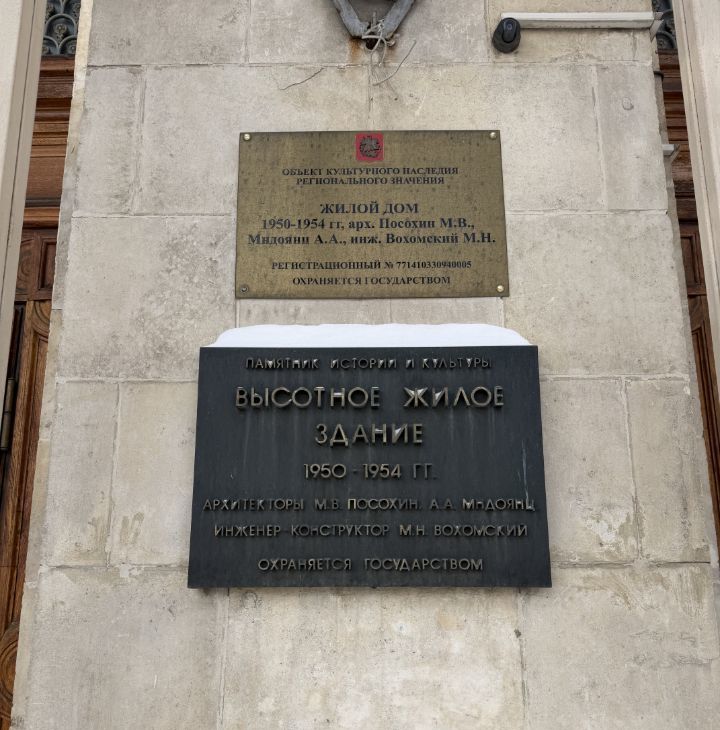 ОБЪЕКТ КУЛЬТУРНОГО НАСЛЕДИЯ
РЕГИОНАЛЬНОГО ЗНАЧЕНИЯ
ЖИЛОЙ ДОМ
1950-1954 гг, арх. Посохин М.В.,
Мндоянц А.А., инж. Вохомский М.Н.
РЕГИСТРАЦИОННЫЙ № 771410330940005
ОХРАНЯЕТСЯ ГОСУДАРСТВОМ
ПАМЯТНИК ИСТОРИИ И КУЛЬТУРЫ
ВЫСОТНОЕ ЖИЛОЕ
ЗДАНИЕ
1950-1954 ГГ.
АРХИТЕКТОРЫ М.В. ПОСОХИН, А.А. МНДОЯНЦ
ИНЖЕНЕР-КОНСТРУКТОР М.Н. ВОХОМСКИЙ
ОХРАНЯЕТСЯ ГОСУДАРСТВОМ